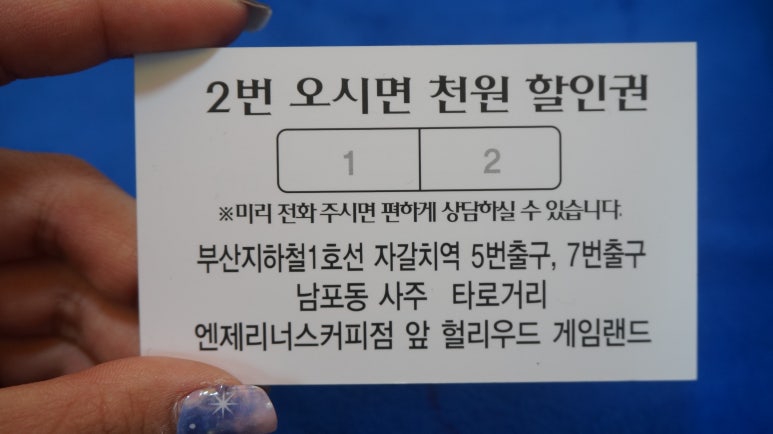 2번 오시면 천원 할인권
1 2
※미리 전화 주시면 편하게 상담하실 수 있습니다.
부산지하철1호선 자갈치역 5번출구, 7번출구
남포동 사주 타로거리
엔제리너스커피점 앞 헐리우드 게임랜드